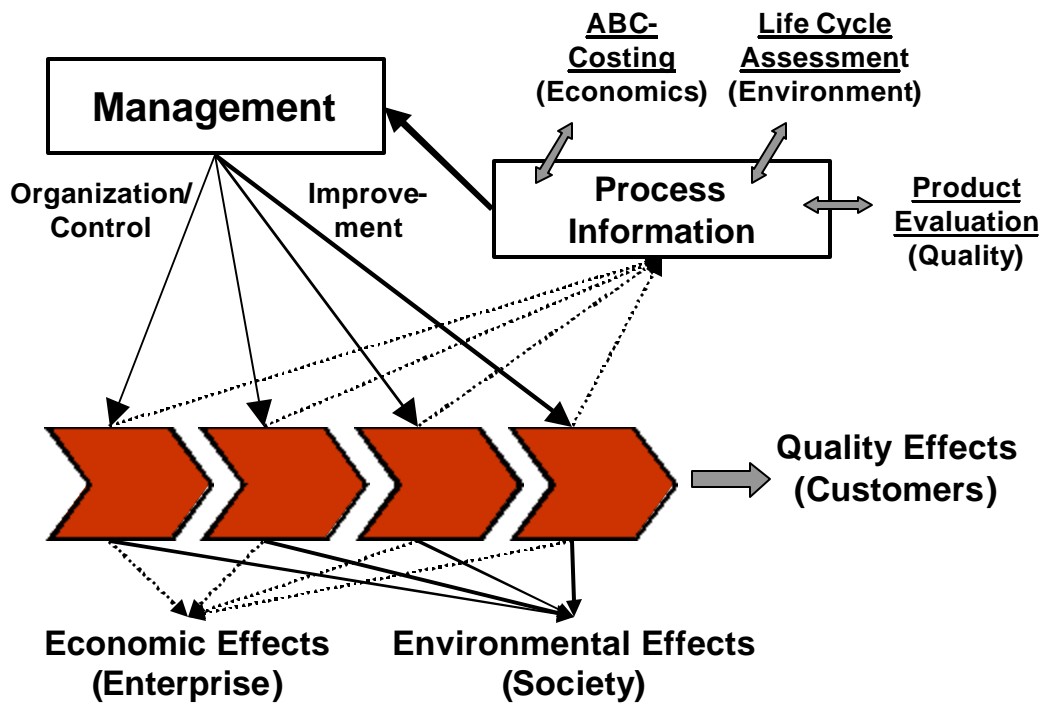 ABC-
Costing
(Economics)
Life Cycle
Assessment
(Environment)
Management
Process
Information
Product
Evaluation
(Quality)
Organization/
Control
Improve-
ment
Quality Effects
(Customers)
Economic Effects
(Enterprise)
Environmental Effects
(Society)